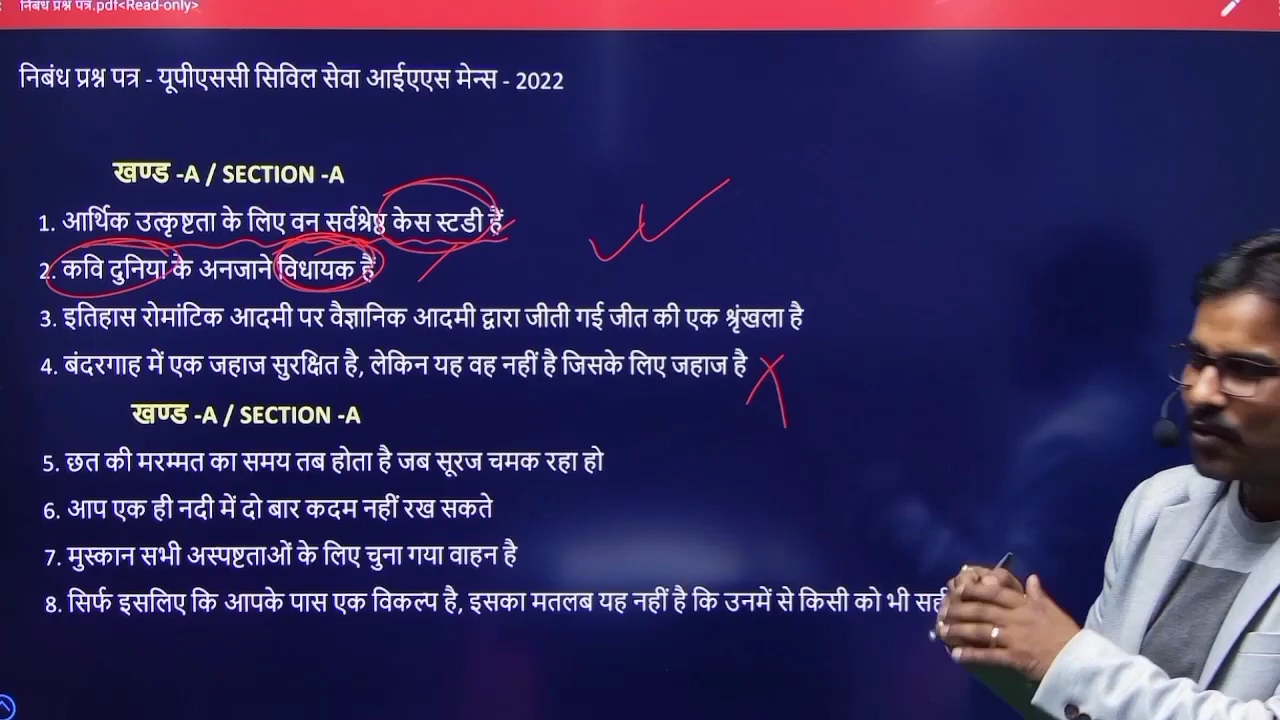 निबंध प्रश्न पत्र.pdf<Read-only>
निबंध प्रश्न पत्र - यूपीएससी सिविल सेवा आईएएस मेन्स - 2022
खण्ड -A / SECTION -A
1. आर्थिक उत्कृष्टता के लिए वन सर्वश्रेष्ठ केस स्टडी हैं
2. कवि दुनिया के अनजाने विधायक हैं
3. इतिहास रोमांटिक आदमी पर वैज्ञानिक आदमी द्वारा जीती गई जीत की एक श्रृंखला है
4. बंदरगाह में एक जहाज सुरक्षित है, लेकिन यह वह नहीं है जिसके लिए जहाज है
खण्ड -A / SECTION -A
5. छत की मरम्मत का समय तब होता है जब सूरज चमक रहा हो
6. आप एक ही नदी में दो बार कदम नहीं रख सकते
7. मुस्कान सभी अस्पष्टताओं के लिए चुना गया वाहन है
8. सिर्फ इसलिए कि आपके पास एक विकल्प है, इसका मतलब यह नहीं है कि उनमें से किसी को भी